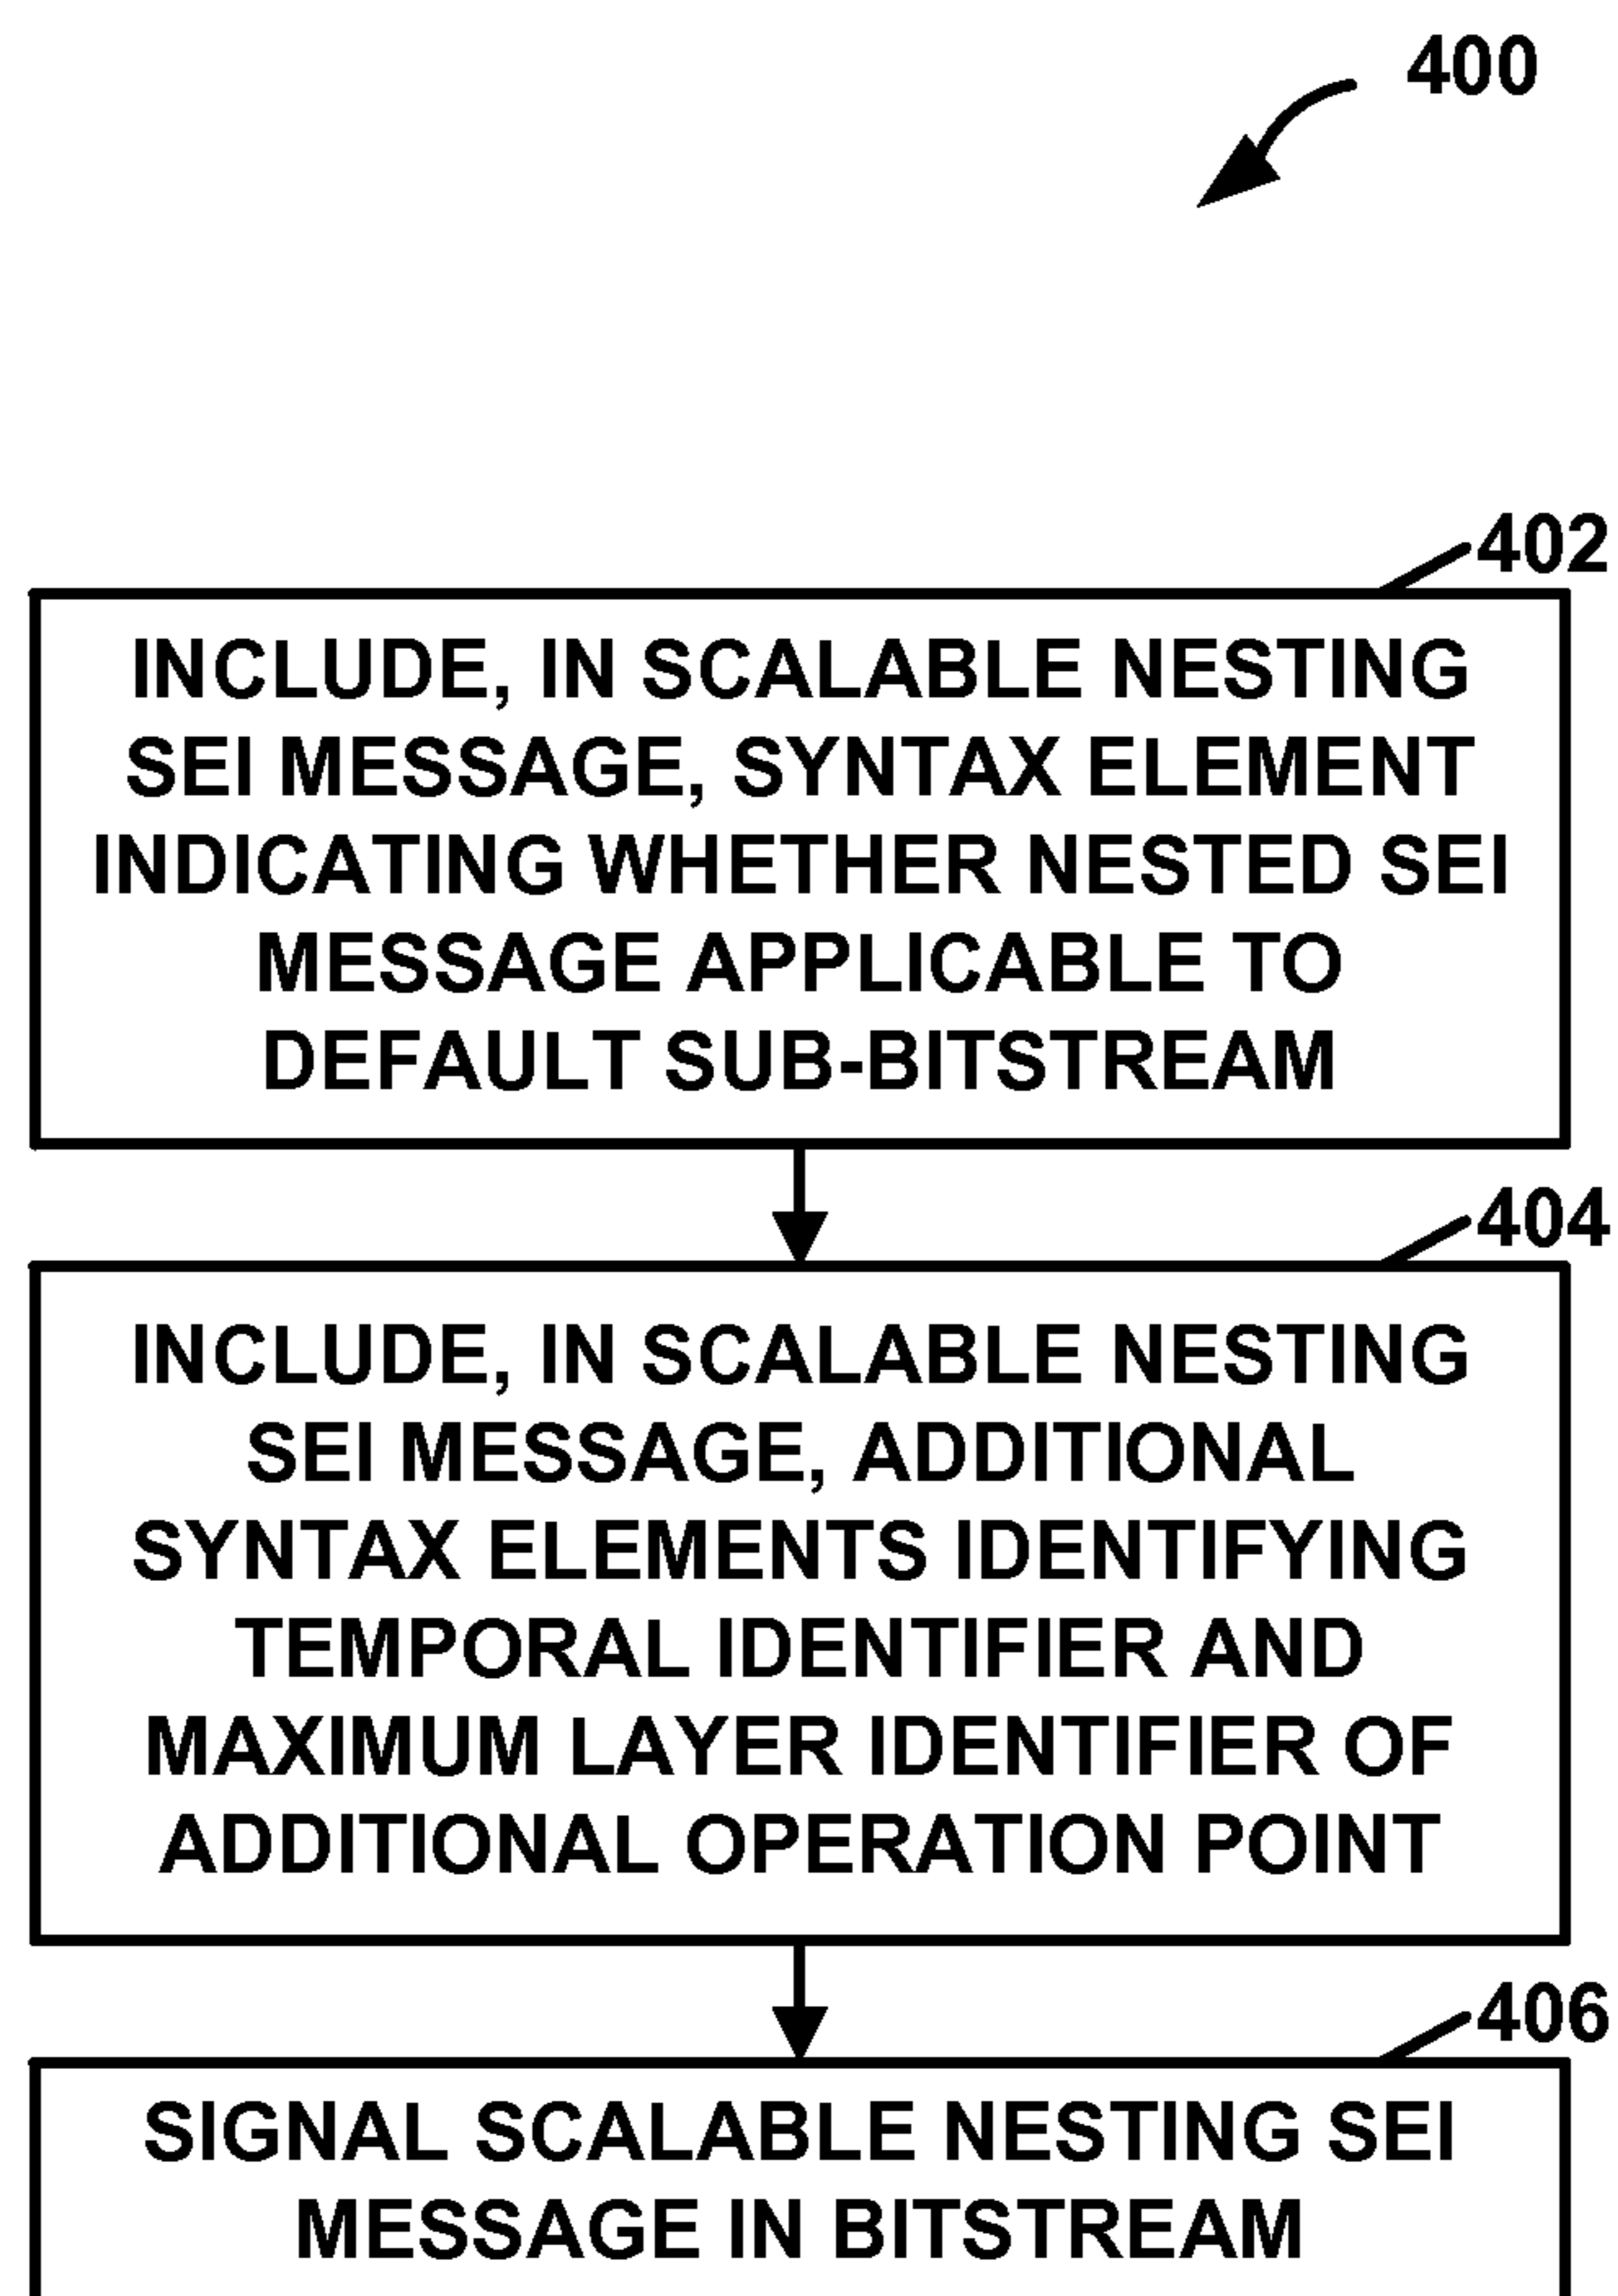 400
402
INCLUDE, IN SCALABLE NESTING
SEI MESSAGE, SYNTAX ELEMENT
INDICATING WHETHER NESTED SEI
MESSAGE APPLICABLE TO
DEFAULT SUB-BITSTREAM
404
INCLUDE, IN SCALABLE NESTING
SEI MESSAGE, ADDITIONAL
SYNTAX ELEMENTS IDENTIFYING
TEMPORAL IDENTIFIER AND
MAXIMUM LAYER IDENTIFIER OF
ADDITIONAL OPERATION POINT
406
SIGNAL SCALABLE NESTING SEI
MESSAGE IN BITSTREAM